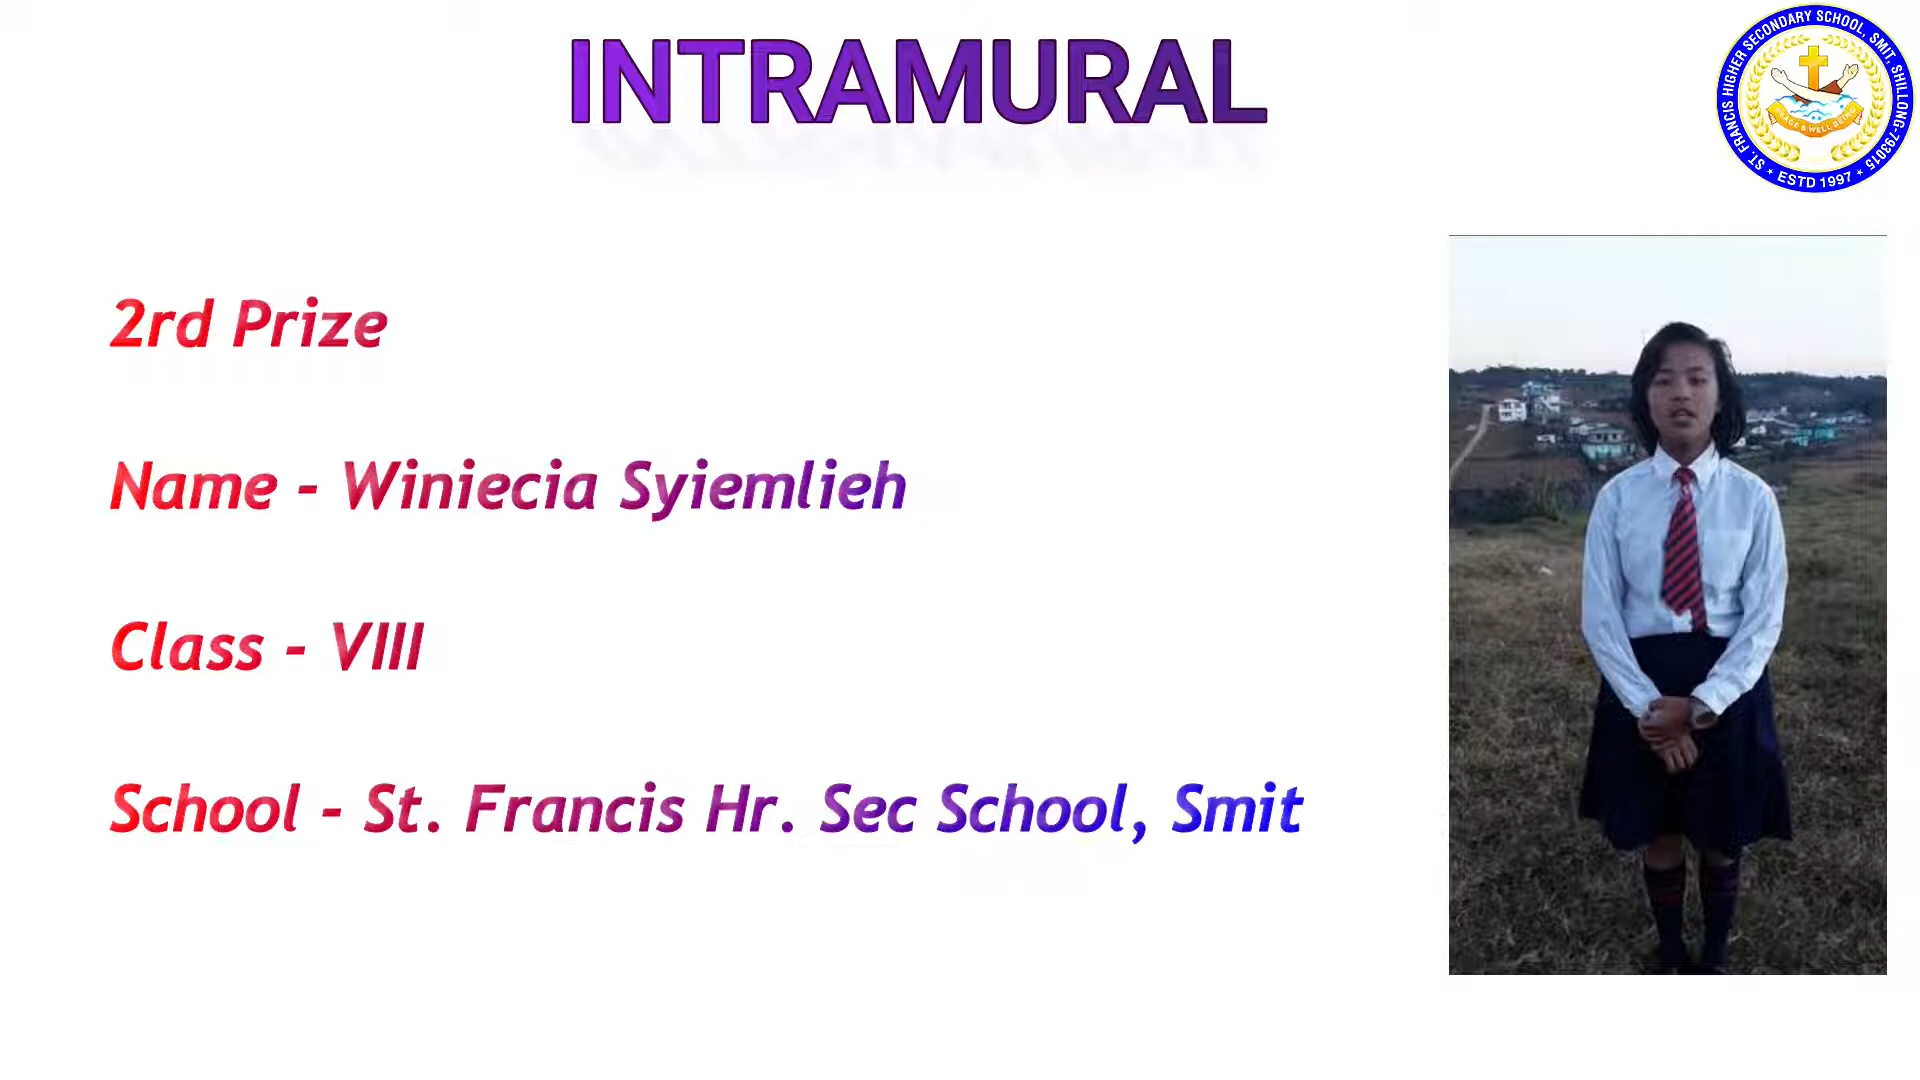 INTRAMURAL
ST. FRANCIS HIGHER SECONDARY SCHOOL, SMIT, SHILLONG-793015
ESTD 1997
2rd Prize
Name - Winiecia Syiemlieh
Class - VIII
School - St. Francis Hr. Sec School, Smit